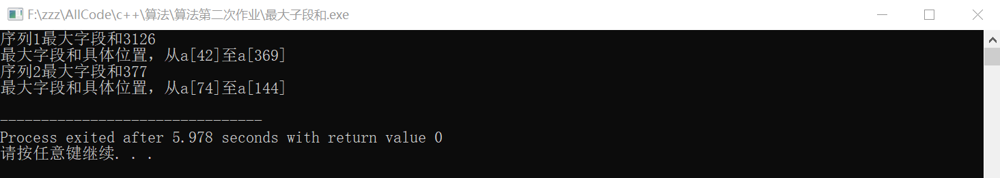 F:\zzz\AllCode\c++\算法\算法第二次作业\最大子段和.exe
序列1最大字段和3126
最大字段和具体位置，从a[42]至a[369]
序列2最大字段和377
最大字段和具体位置，从a[74]至a[144]
--------------------------------
Process exited after 5.978 seconds with return value 0
请按任意键继续. . .